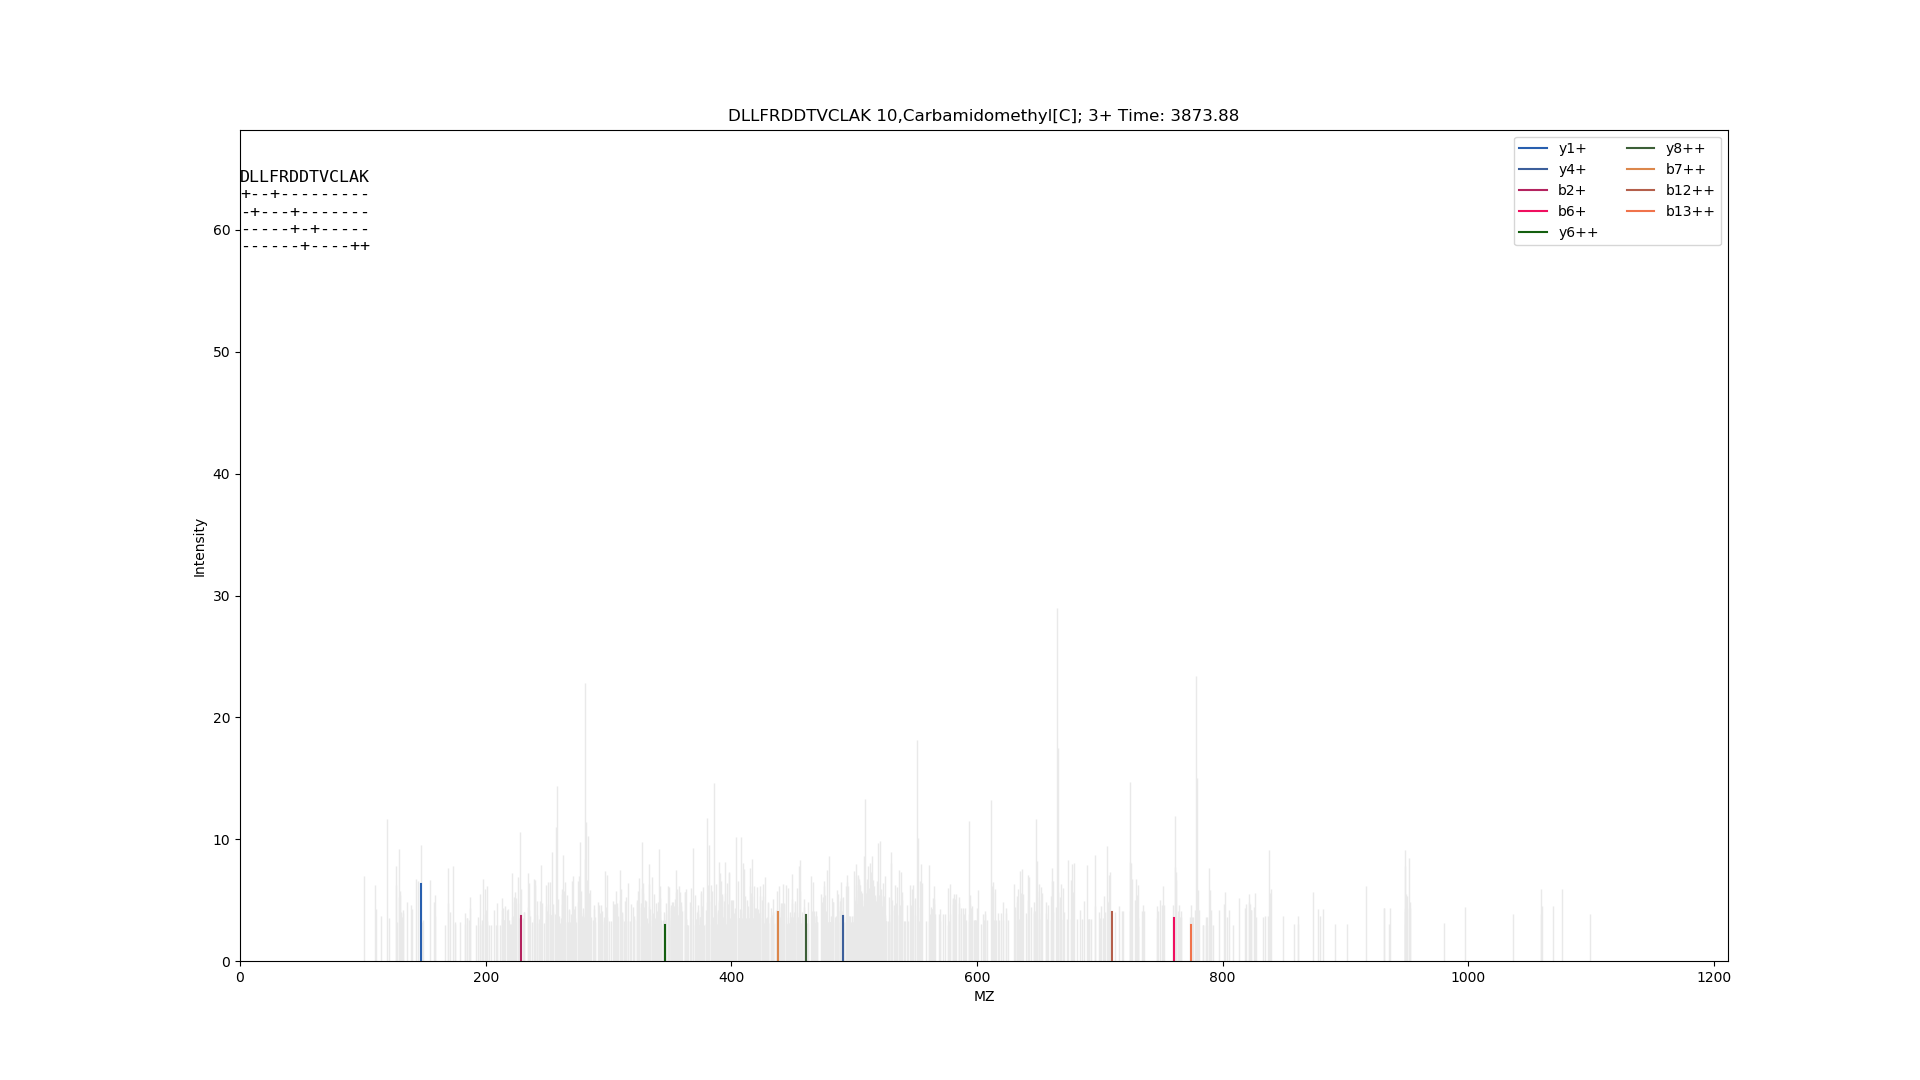 DLLFRDDTVCLAK 10,Carbamidomethyl[C]; 3+ Time: 3873.88
DLLFRDDTVCLAK
+--+---------
-+---+-------
-----+-+-----
------+----++
y1+
y4+
b2+
b6+
y6++
y8++
b7++
b12++
b13++
60
50
40
30
20
10
0
Intensity
0 200 400 600 800 1000 1200
MZ